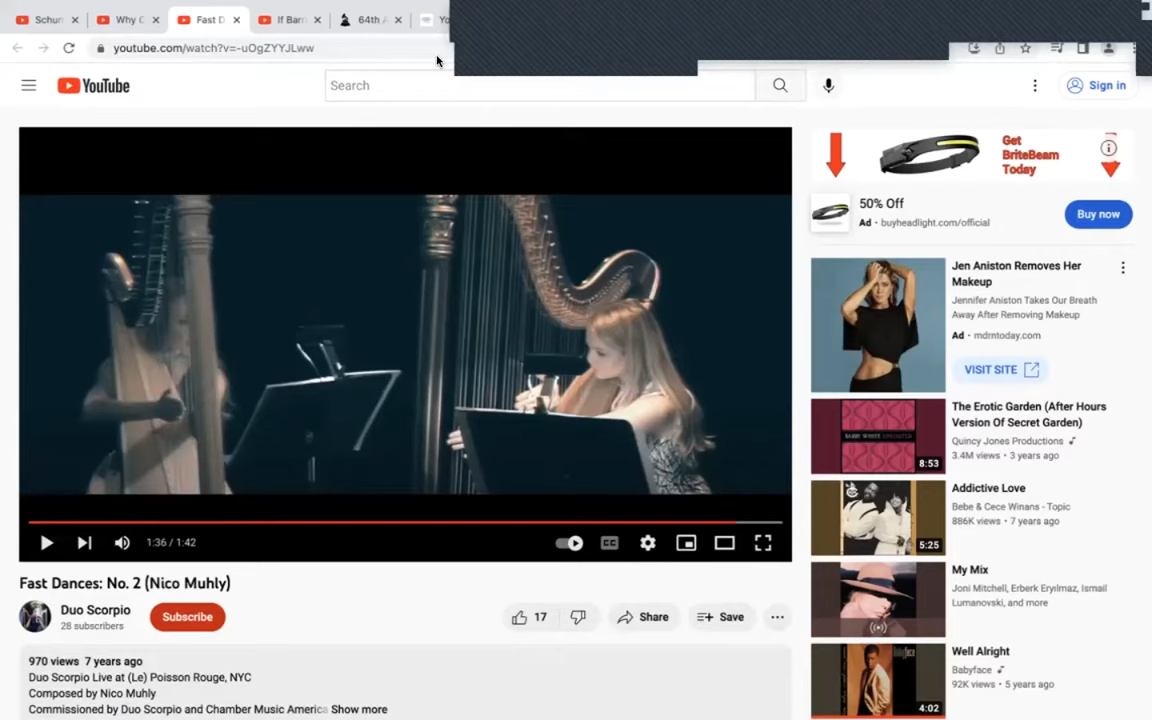 Schun
Why C
Fast D
If Barr
64th A
Yo
youtube.com/watch?v=-uOgZYYJLww
YouTube
Search
Sign in
Get
BriteBeam
Today
50% Off
Ad • buyheadlight.com/official
Buy now
Jen Aniston Removes Her
Makeup
Jennifer Aniston Takes Our Breath
Away After Removing Makeup
Ad • mdrntoday.com
VISIT SITE
The Erotic Garden (After Hours
Version Of Secret Garden)
Quincy Jones Productions
3.4M views • 3 years ago
8:53
Addictive Love
Bebe & Cece Winans - Topic
886K views • 7 years ago
5:25
My Mix
Joni Mitchell, Erberk Eryılmaz, Ismail
Lumanovski, and more
Well Alright
Babyface
92K views • 5 years ago
4:02
1:36 / 1:42
CC
Fast Dances: No. 2 (Nico Muhly)
Duo Scorpio
28 subscribers
Subscribe
17
Share
Save
970 views 7 years ago
Duo Scorpio Live at (Le) Poisson Rouge, NYC
Composed by Nico Muhly
Commissioned by Duo Scorpio and Chamber Music America Show more